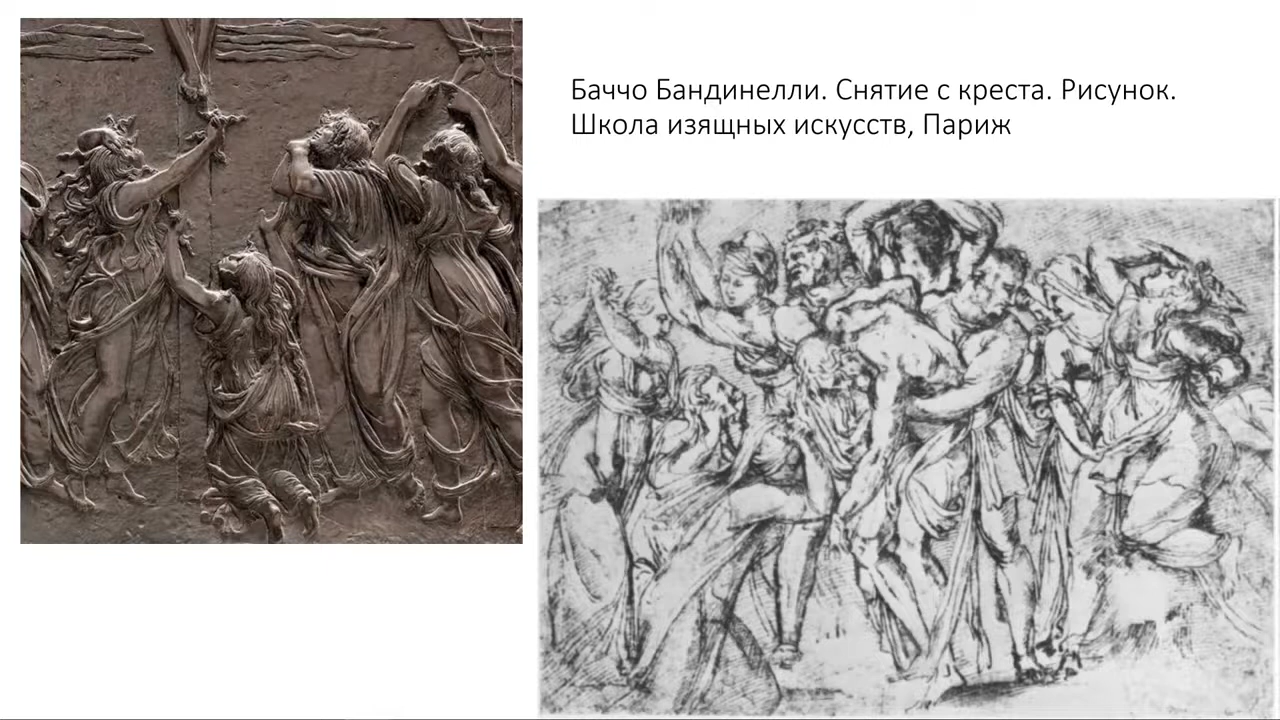 Баччо Бандинелли. Снятие с креста. Рисунок.
Школа изящных искусств, Париж